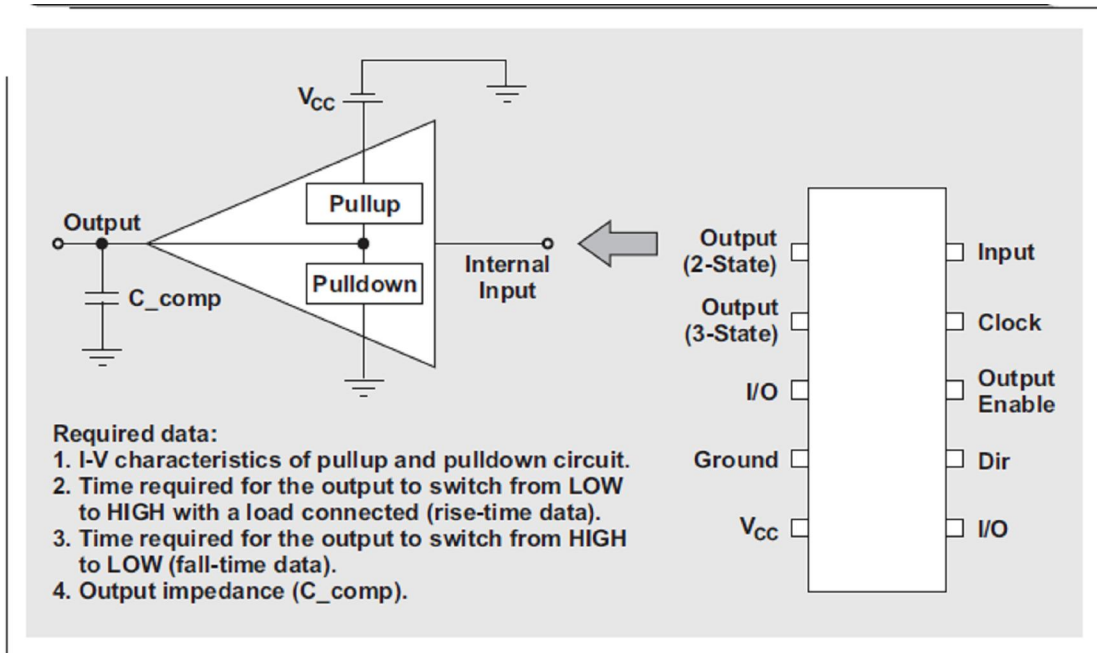 V_CC
Pullup
Output
Pulldown
C_comp
Internal
Input
Output
(2-State)
Input
Output
(3-State)
Clock
I/O
Output
Enable
Ground
Dir
V_CC
I/O
Required data:
1. I-V characteristics of pullup and pulldown circuit.
2. Time required for the output to switch from LOW
to HIGH with a load connected (rise-time data).
3. Time required for the output to switch from HIGH
to LOW (fall-time data).
4. Output impedance (C_comp).